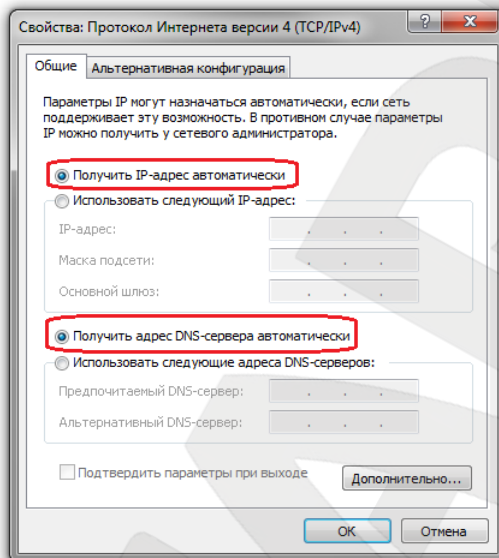 Свойства: Протокол Интернета версии 4 (TCP/IPv4)
Общие
Альтернативная конфигурация
Параметры IP могут назначаться автоматически, если сеть
поддерживает эту возможность. В противном случае параметры
IP можно получить у сетевого администратора.
Получить IP-адрес автоматически
Использовать следующий IP-адрес:
IP-адрес:
Маска подсети:
Основной шлюз:
Получить адрес DNS-сервера автоматически
Использовать следующие адреса DNS-серверов:
Предпочитаемый DNS-сервер:
Альтернативный DNS-сервер:
Подтвердить параметры при выходе
Дополнительно...
ОК
Отмена